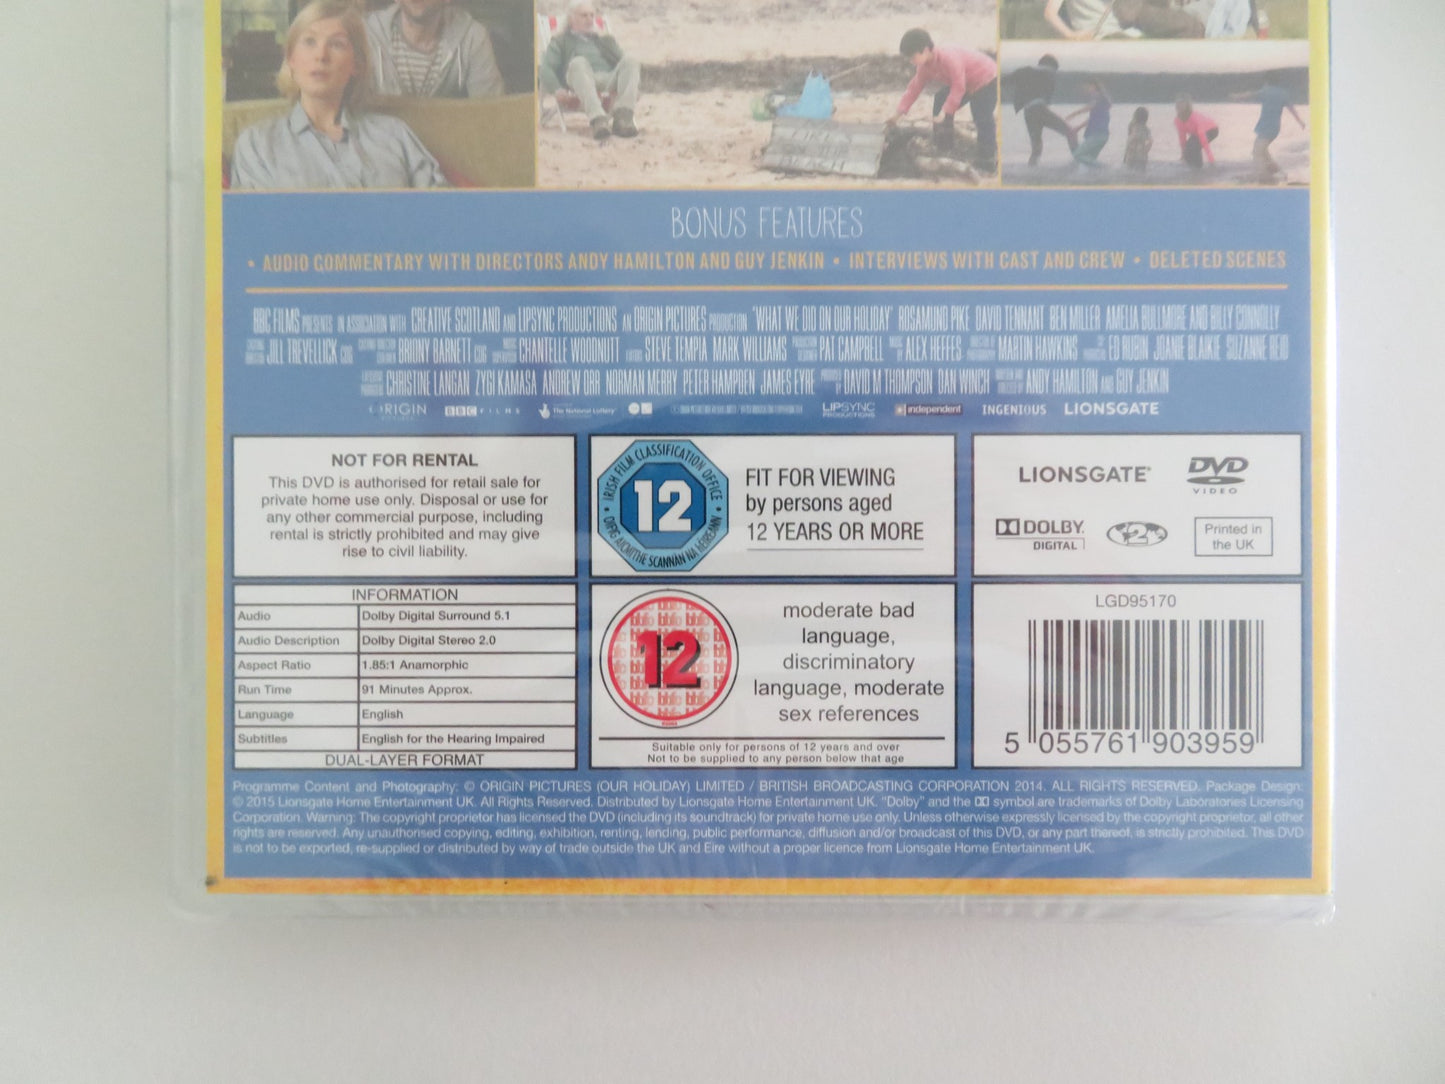 BONUS FEATURES
• AUDIO COMMENTARY WITH DIRECTORS ANDY HAMILTON AND GUY JENKIN • INTERVIEWS WITH CAST AND CREW • DELETED SCENES
BBC FILMS PRESENTS IN ASSOCIATION WITH CREATIVE SCOTLAND AND LIPSYNC PRODUCTIONS AN ORIGIN PICTURES PRODUCTION 'WHAT WE DID ON OUR HOLIDAY' ROSAMUND PIKE DAVID TENNANT BEN MILLER AMELIA BULLMORE AND BILLY CONNOLLY
JILL TREVELLICK CDG BRIONY BARNETT CDG CHANTELLE WOODNUTT STEVE TEMPIA MARK WILLIAMS PAT CAMPBELL ALEX HEFFES MARTIN HAWKINS ED RUBIN JOANIE BLAIKIE SUZANNE REID
CHRISTINE LANGAN ZYGI KAMASA ANDREW ORR NORMAN MERRY PETER HAMPDEN JAMES EYRE DAVID M THOMPSON DAN WINCH ANDY HAMILTON AND GUY JENKIN
ORIGIN PICTURES BBC FILMS The National Lottery LIPSYNC PRODUCTIONS independent INGENIOUS LIONSGATE
NOT FOR RENTAL
This DVD is authorised for retail sale for
private home use only. Disposal or use for
any other commercial purpose, including
rental is strictly prohibited and may give
rise to civil liability.
IRISH FILM CLASSIFICATION OFFICE
12
OIFIG AICMITHE SCANNÁN NA hÉIREANN
FIT FOR VIEWING
by persons aged
12 YEARS OR MORE
LIONSGATE DVD VIDEO
DOLBY DIGITAL 2 Printed in
the UK
INFORMATION
Audio Dolby Digital Surround 5.1
Audio Description Dolby Digital Stereo 2.0
Aspect Ratio 1.85:1 Anamorphic
Run Time 91 Minutes Approx.
Language English
Subtitles English for the Hearing Impaired
DUAL-LAYER FORMAT
12
moderate bad
language,
discriminatory
language, moderate
sex references
Suitable only for persons of 12 years and over
Not to be supplied to any person below that age
LGD95170
5 055761 903959
Programme Content and Photography: © ORIGIN PICTURES (OUR HOLIDAY) LIMITED / BRITISH BROADCASTING CORPORATION 2014. ALL RIGHTS RESERVED. Package Design:
© 2015 Lionsgate Home Entertainment UK. All Rights Reserved. Distributed by Lionsgate Home Entertainment UK. "Dolby" and the symbol are trademarks of Dolby Laboratories Licensing
Corporation. Warning: The copyright proprietor has licensed the DVD (including its soundtrack) for private home use only. Unless otherwise expressly licensed by the copyright proprietor, all other
rights are reserved. Any unauthorised copying, editing, exhibition, renting, lending, public performance, diffusion and/or broadcast of this DVD, or any part thereof, is strictly prohibited. This DVD
is not to be exported, re-supplied or distributed by way of trade outside the UK and Eire without a proper licence from Lionsgate Home Entertainment UK.